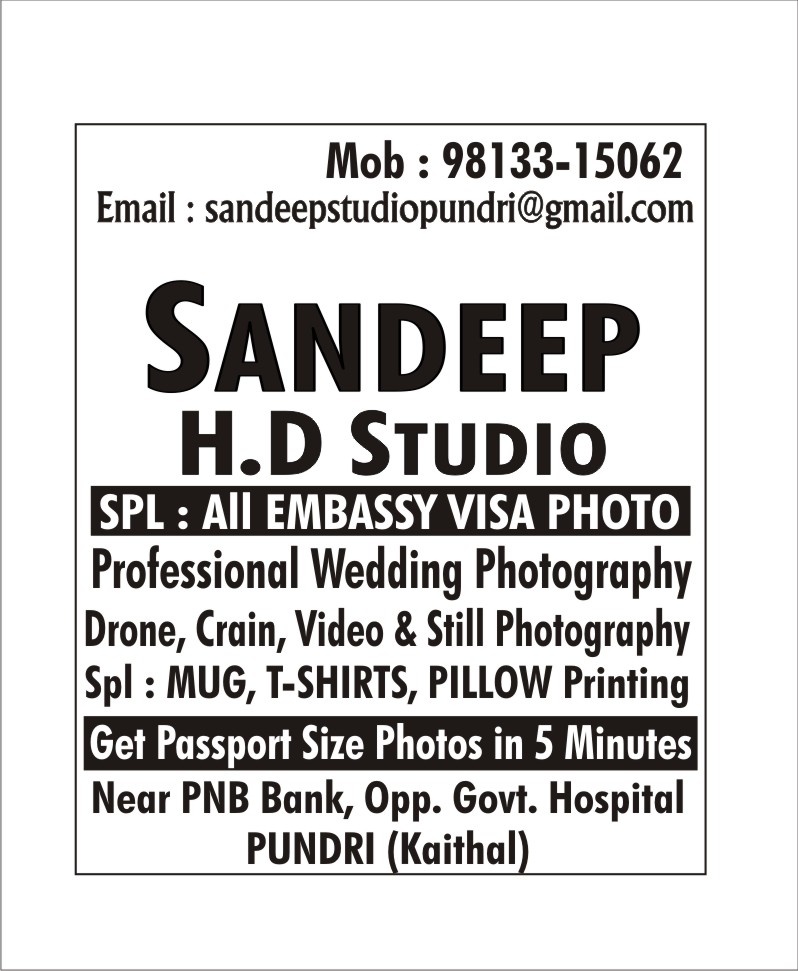 Mob : 98133-15062
Email : sandeepstudiopundri@gmail.com
SANDEEP
H.D STUDIO
SPL : All EMBASSY VISA PHOTO
Professional Wedding Photography
Drone, Crain, Video & Still Photography
Spl : MUG, T-SHIRTS, PILLOW Printing
Get Passport Size Photos in 5 Minutes
Near PNB Bank, Opp. Govt. Hospital
PUNDRI (Kaithal)